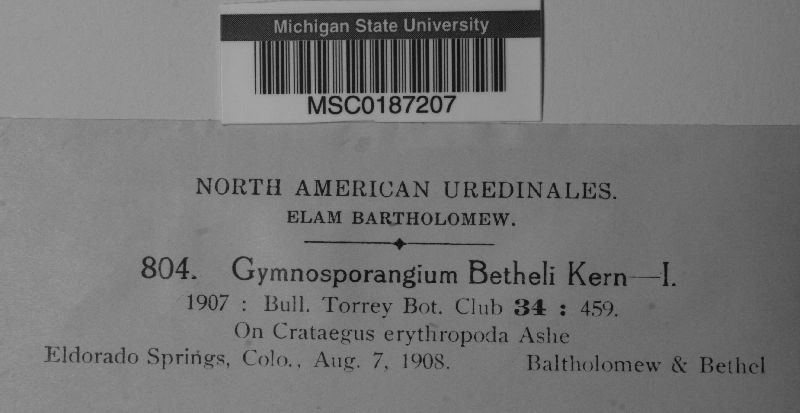 Michigan State University
MSC0187207
NORTH AMERICAN UREDINALES.
ELAM BARTHOLOMEW.
804. Gymnosporangium Betheli Kern—I.
1907 : Bull. Torrey Bot. Club 34 : 459.
On Crataegus erythropoda Ashe
Eldorado Springs, Colo., Aug. 7, 1908. Baltholomew & Bethel